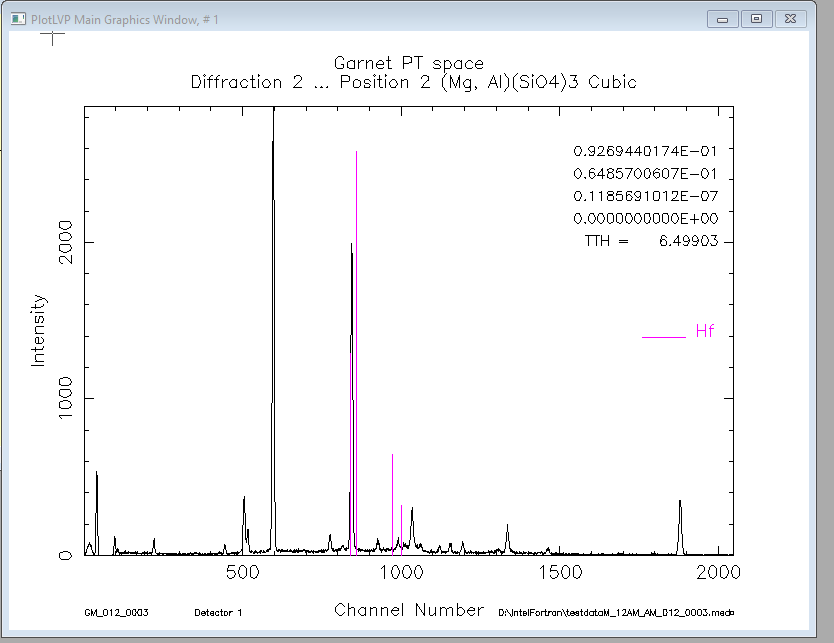 PlotLVP Main Graphics Window, # 1
Garnet PT space
Diffraction 2 ... Position 2 (Mg, Al)(SiO4)3 Cubic
0.9269440174E-01
0.6485700607E-01
0.1185691012E-07
0.0000000000E+00
TTH = 6.49903
2000
Intensity
Hf
1000
0
500 1000 1500 2000
GM_012_0003 Detector 1 Channel Number D:\IntelFortran\testdataM_12AM_AM_D12_0003.med